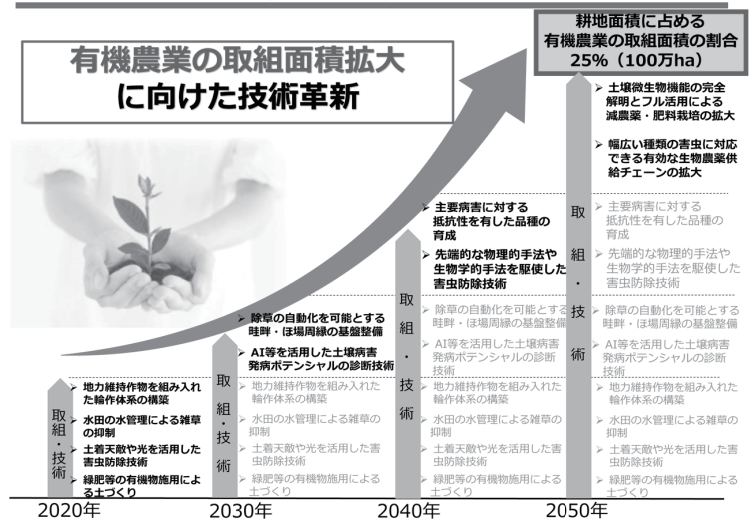 有機農業の取組面積拡大
に向けた技術革新
耕地面積に占める
有機農業の取組面積の割合
25%（100万ha）
取組・技術
➢ 地力維持作物を組み入れ
た輪作体系の構築
➢ 水田の水管理による雑草
の抑制
➢ 土着天敵や光を活用した
害虫防除技術
➢ 緑肥等の有機物施用によ
る土づくり
2020年
取組・技術
➢ 除草の自動化を可能とする
畦畔・ほ場周縁の基盤整備
➢ AI等を活用した土壌病害
発病ポテンシャルの診断技術
➢ 地力維持作物を組み入れた
輪作体系の構築
➢ 水田の水管理による雑草の
抑制
➢ 土着天敵や光を活用した害
虫防除技術
➢ 緑肥等の有機物施用による
土づくり
2030年
取組・技術
➢ 主要病害に対する
抵抗性を有した品種の
育成
➢ 先端的な物理的手法や
生物学的手法を駆使した
害虫防除技術
➢ 除草の自動化を可能とする
畦畔・ほ場周縁の基盤整備
➢ AI等を活用した土壌病害
発病ポテンシャルの診断
技術
➢ 地力維持作物を組み入れた
輪作体系の構築
➢ 水田の水管理による雑草の
抑制
➢ 土着天敵や光を活用した害
虫防除技術
➢ 緑肥等の有機物施用による
土づくり
2040年
取組・技術
➢ 土壌微生物機能の完全
解明とフル活用による
減農薬・肥料栽培の拡大
➢ 幅広い種類の害虫に対応
できる有効な生物農薬供
給チェーンの拡大
➢ 主要病害に対する
抵抗性を有した品種の
育成
➢ 先端的な物理的手法や
生物学的手法を駆使した
害虫防除技術
➢ 除草の自動化を可能とする
畦畔・ほ場周縁の基盤整備
➢ AI等を活用した土壌病害
発病ポテンシャルの診断
技術
➢ 地力維持作物を組み入れた
輪作体系の構築
➢ 水田の水管理による雑草の
抑制
➢ 土着天敵や光を活用した害
虫防除技術
➢ 緑肥等の有機物施用による
土づくり
2050年